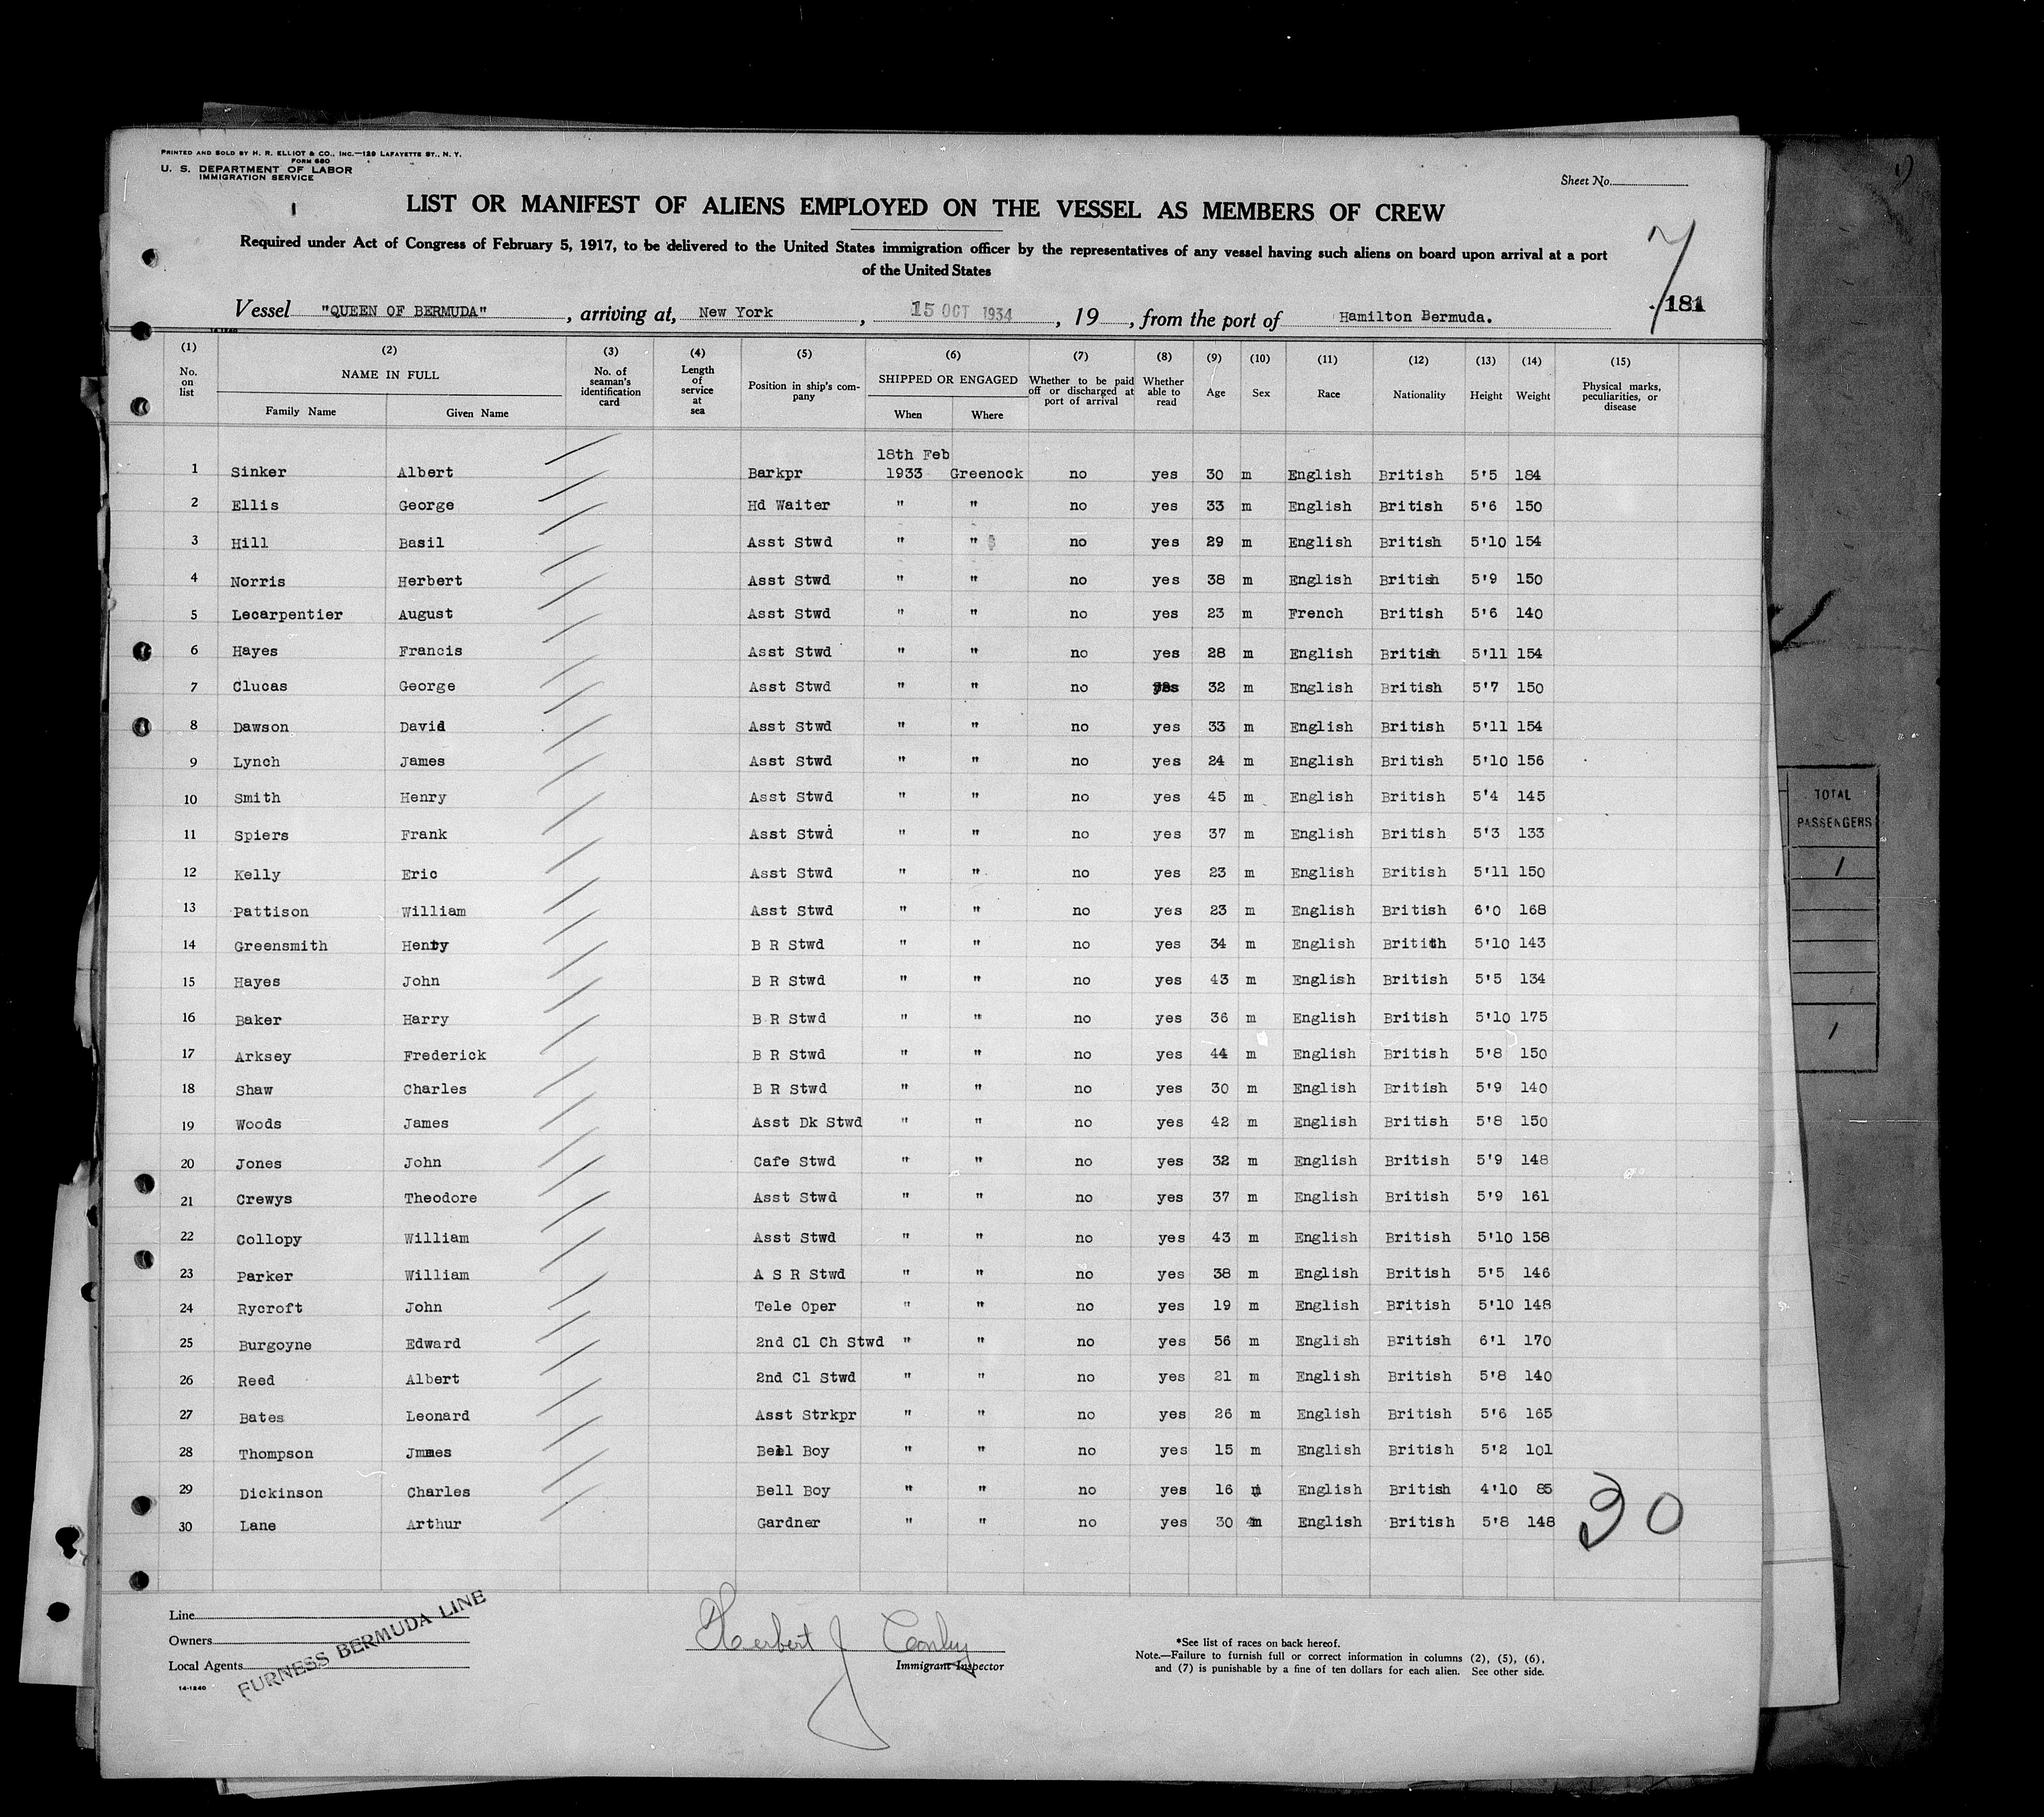 PRINTED AND SOLD BY H. R. ELLIOT & CO., INC.—129 LAFAYETTE ST., N. Y.
FORM 680
U. S. DEPARTMENT OF LABOR
IMMIGRATION SERVICE
Sheet No.
LIST OR MANIFEST OF ALIENS EMPLOYED ON THE VESSEL AS MEMBERS OF CREW
Required under Act of Congress of February 5, 1917, to be delivered to the United States immigration officer by the representatives of any vessel having such aliens on board upon arrival at a port
of the United States
7
Vessel "QUEEN OF BERMUDA", arriving at, New York, 15 OCT 1934, 19 , from the port of Hamilton Bermuda.
181
14-1240
(1) No. on list (2) NAME IN FULL Family Name Given Name (3) No. of seaman's identification card (4) Length of service at sea (5) Position in ship's company (6) SHIPPED OR ENGAGED When Where (7) Whether to be paid off or discharged at port of arrival (8) Whether able to read (9) Age (10) Sex (11) Race (12) Nationality (13) Height (14) Weight (15) Physical marks, peculiarities, or disease
18th Feb
1 Sinker Albert Barkpr 1933 Greenock no yes 30 m English British 5'5 184
2 Ellis George Hd Waiter " " no yes 33 m English British 5'6 150
3 Hill Basil Asst Stwd " " no yes 29 m English British 5'10 154
4 Norris Herbert Asst Stwd " " no yes 38 m English British 5'9 150
5 Lecarpentier August Asst Stwd " " no yes 23 m French British 5'6 140
6 Hayes Francis Asst Stwd " " no yes 28 m English British 5'11 154
7 Clucas George Asst Stwd " " no yes 32 m English British 5'7 150
8 Dawson David Asst Stwd " " no yes 33 m English British 5'11 154
9 Lynch James Asst Stwd " " no yes 24 m English British 5'10 156
10 Smith Henry Asst Stwd " " no yes 45 m English British 5'4 145
11 Spiers Frank Asst Stwd " " no yes 37 m English British 5'3 133
12 Kelly Eric Asst Stwd " " no yes 23 m English British 5'11 150
13 Pattison William Asst Stwd " " no yes 23 m English British 6'0 168
14 Greensmith Henry B R Stwd " " no yes 34 m English British 5'10 143
15 Hayes John B R Stwd " " no yes 43 m English British 5'5 134
16 Baker Harry B R Stwd " " no yes 36 m English British 5'10 175
17 Arksey Frederick B R Stwd " " no yes 44 m English British 5'8 150
18 Shaw Charles B R Stwd " " no yes 30 m English British 5'9 140
19 Woods James Asst Dk Stwd " " no yes 42 m English British 5'8 150
20 Jones John Cafe Stwd " " no yes 32 m English British 5'9 148
21 Crewys Theodore Asst Stwd " " no yes 37 m English British 5'9 161
22 Collopy William Asst Stwd " " no yes 43 m English British 5'10 158
23 Parker William A S R Stwd " " no yes 38 m English British 5'5 146
24 Rycroft John Tele Oper " " no yes 19 m English British 5'10 148
25 Burgoyne Edward 2nd Cl Ch Stwd " " no yes 56 m English British 6'1 170
26 Reed Albert 2nd Cl Stwd " " no yes 21 m English British 5'8 140
27 Bates Leonard Asst Strkpr " " no yes 26 m English British 5'6 165
28 Thompson James Bell Boy " " no yes 15 m English British 5'2 101
29 Dickinson Charles Bell Boy " " no yes 16 English British 4'10 85
30 Lane Arthur Gardner " " no yes 30 m English British 5'8 148
30
Line
Owners
Local Agents
FURNESS BERMUDA LINE
14-1240
Herbert J Conley
Immigrant Inspector
*See list of races on back hereof.
Note.—Failure to furnish full or correct information in columns (2), (5), (6),
and (7) is punishable by a fine of ten dollars for each alien. See other side.
TOTAL
PASSENGERS
1
1